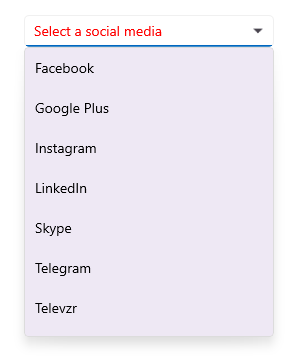 Select a social media
Facebook
Google Plus
Instagram
LinkedIn
Skype
Telegram
Televzr